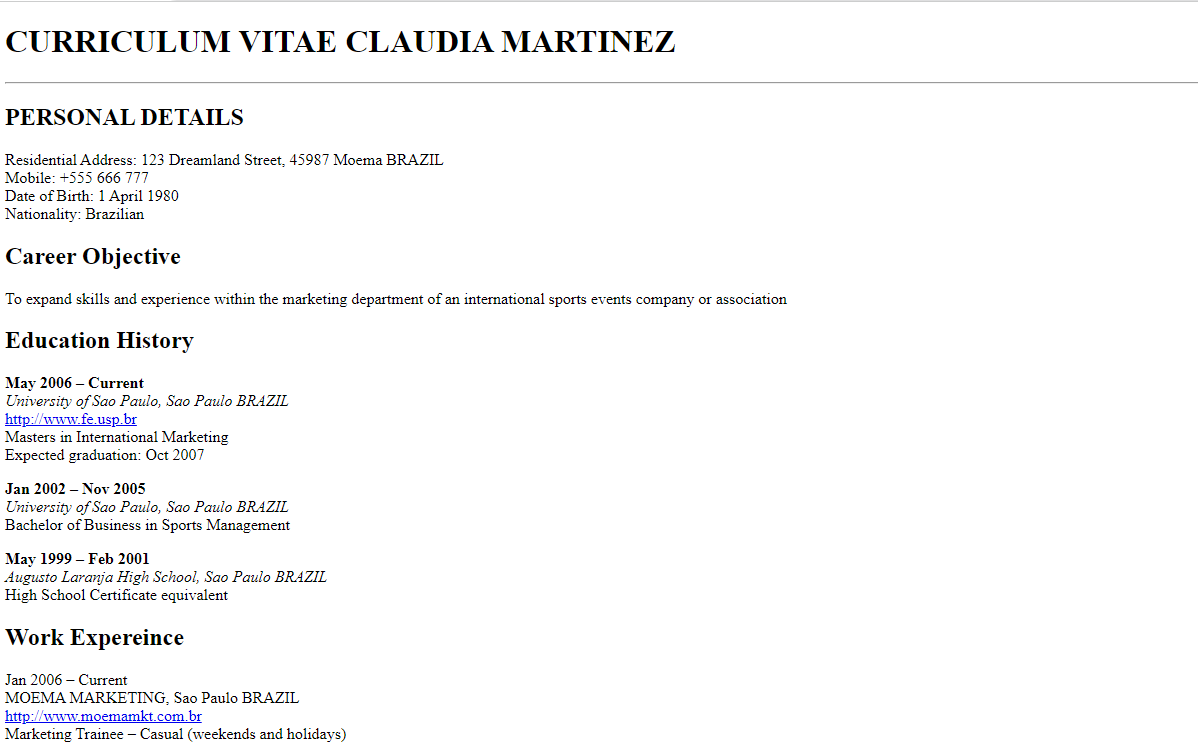 CURRICULUM VITAE CLAUDIA MARTINEZ
PERSONAL DETAILS
Residential Address: 123 Dreamland Street, 45987 Moema BRAZIL
Mobile: +555 666 777
Date of Birth: 1 April 1980
Nationality: Brazilian
Career Objective
To expand skills and experience within the marketing department of an international sports events company or association
Education History
May 2006 – Current
University of Sao Paulo, Sao Paulo BRAZIL
http://www.fe.usp.br
Masters in International Marketing
Expected graduation: Oct 2007
Jan 2002 – Nov 2005
University of Sao Paulo, Sao Paulo BRAZIL
Bachelor of Business in Sports Management
May 1999 – Feb 2001
Augusto Laranja High School, Sao Paulo BRAZIL
High School Certificate equivalent
Work Expereince
Jan 2006 – Current
MOEMA MARKETING, Sao Paulo BRAZIL
http://www.moemamkt.com.br
Marketing Trainee – Casual (weekends and holidays)